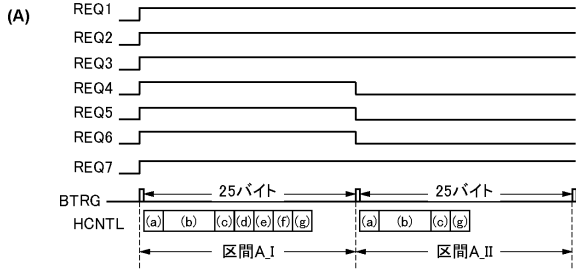 (A)
REQ1
REQ2
REQ3
REQ4
REQ5
REQ6
REQ7
BTRG 25バイト 25バイト
HCNTL (a) (b) (c) (d) (e) (f) (g) (a) (b) (c) (g)
区間A_I 区間A_II